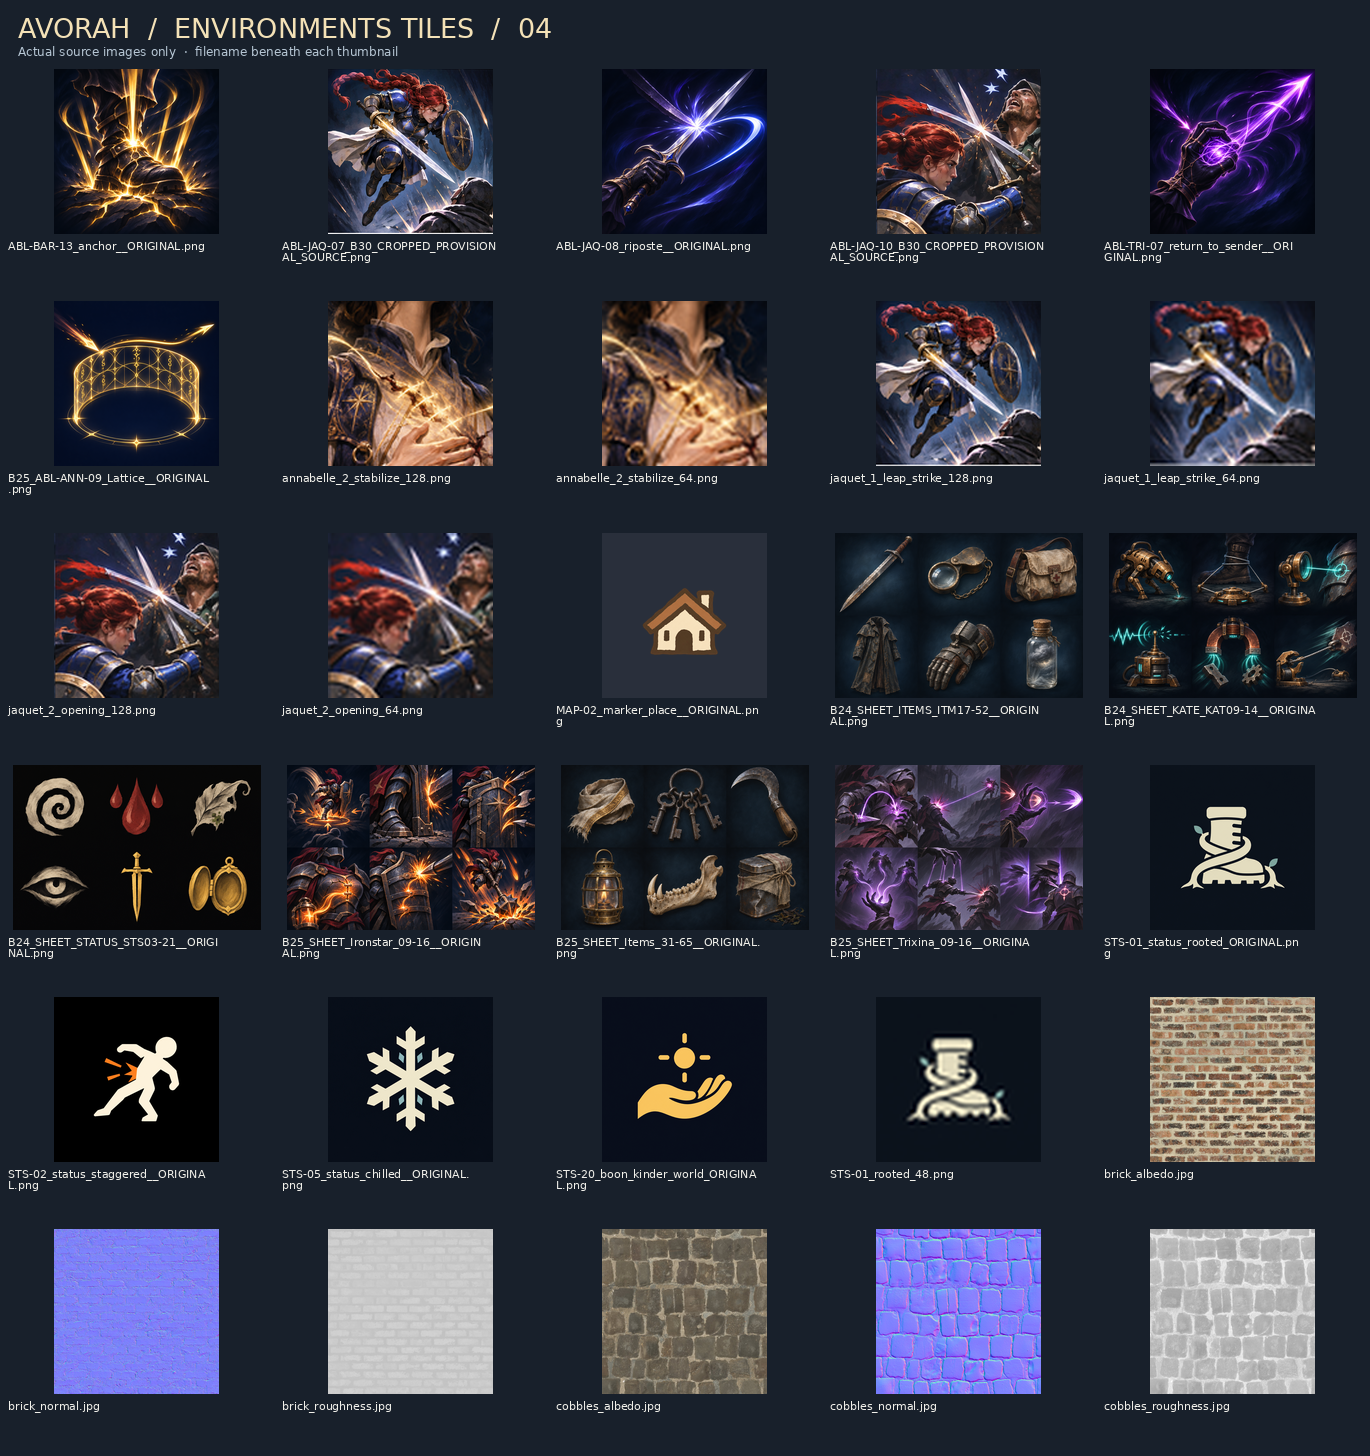 AVORAH / ENVIRONMENTS TILES / 04
Actual source images only · filename beneath each thumbnail
ABL-BAR-13_anchor__ORIGINAL.png
ABL-JAQ-07_B30_CROPPED_PROVISION
AL_SOURCE.png
ABL-JAQ-08_riposte__ORIGINAL.png
ABL-JAQ-10_B30_CROPPED_PROVISION
AL_SOURCE.png
ABL-TRI-07_return_to_sender__ORI
GINAL.png
B25_ABL-ANN-09_Lattice__ORIGINAL
.png
annabelle_2_stabilize_128.png
annabelle_2_stabilize_64.png
jaquet_1_leap_strike_128.png
jaquet_1_leap_strike_64.png
jaquet_2_opening_128.png
jaquet_2_opening_64.png
MAP-02_marker_place__ORIGINAL.pn
g
B24_SHEET_ITEMS_ITM17-52__ORIGIN
AL.png
B24_SHEET_KATE_KAT09-14__ORIGINA
L.png
B24_SHEET_STATUS_STS03-21__ORIGI
NAL.png
B25_SHEET_Ironstar_09-16__ORIGIN
AL.png
B25_SHEET_Items_31-65__ORIGINAL.
png
B25_SHEET_Trixina_09-16__ORIGINA
L.png
STS-01_status_rooted_ORIGINAL.pn
g
STS-02_status_staggered__ORIGINA
L.png
STS-05_status_chilled__ORIGINAL.
png
STS-20_boon_kinder_world_ORIGINA
L.png
STS-01_rooted_48.png
brick_albedo.jpg
brick_normal.jpg
brick_roughness.jpg
cobbles_albedo.jpg
cobbles_normal.jpg
cobbles_roughness.jpg